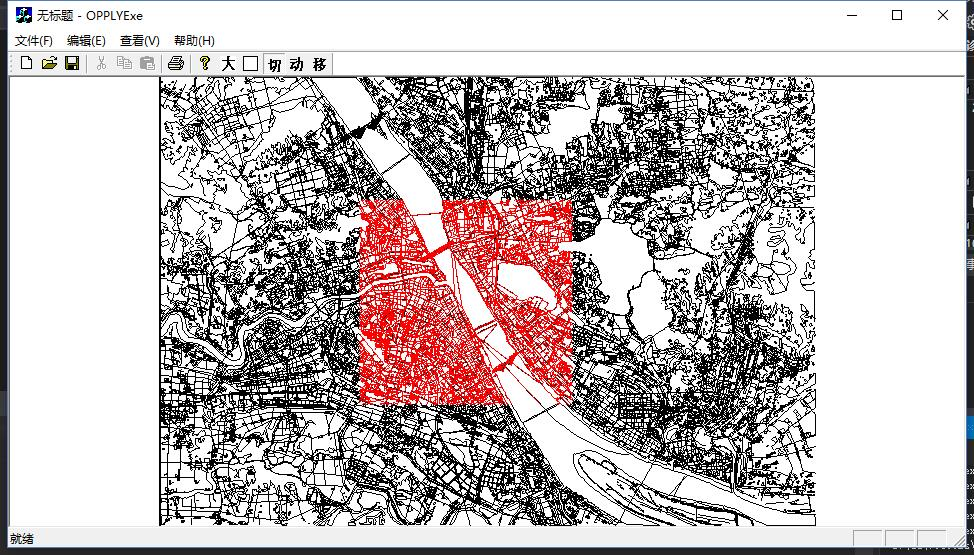 无标题 - OPPLYExe
文件(F) 编辑(E) 查看(V) 帮助(H)
大 切 动 移
就绪